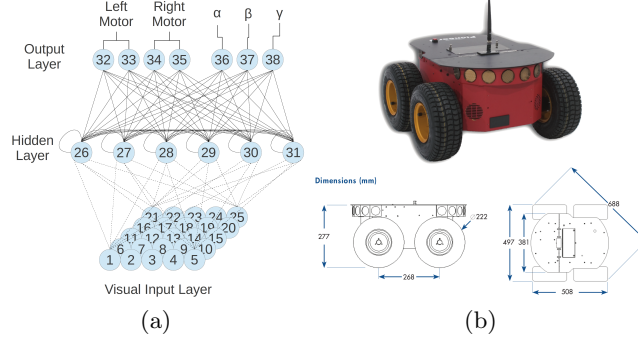 Left
Motor
Right
Motor
α
β
γ
Output
Layer
32 33 34 35 36 37 38
Hidden
Layer
26 27 28 29 30 31
21 22 23 24 25
16 17 18 19 20
11 12 13 14 15
6 7 8 9 10
1 2 3 4 5
Visual Input Layer
(a)
Dimensions (mm)
277
222
268
688
497
381
508
(b)